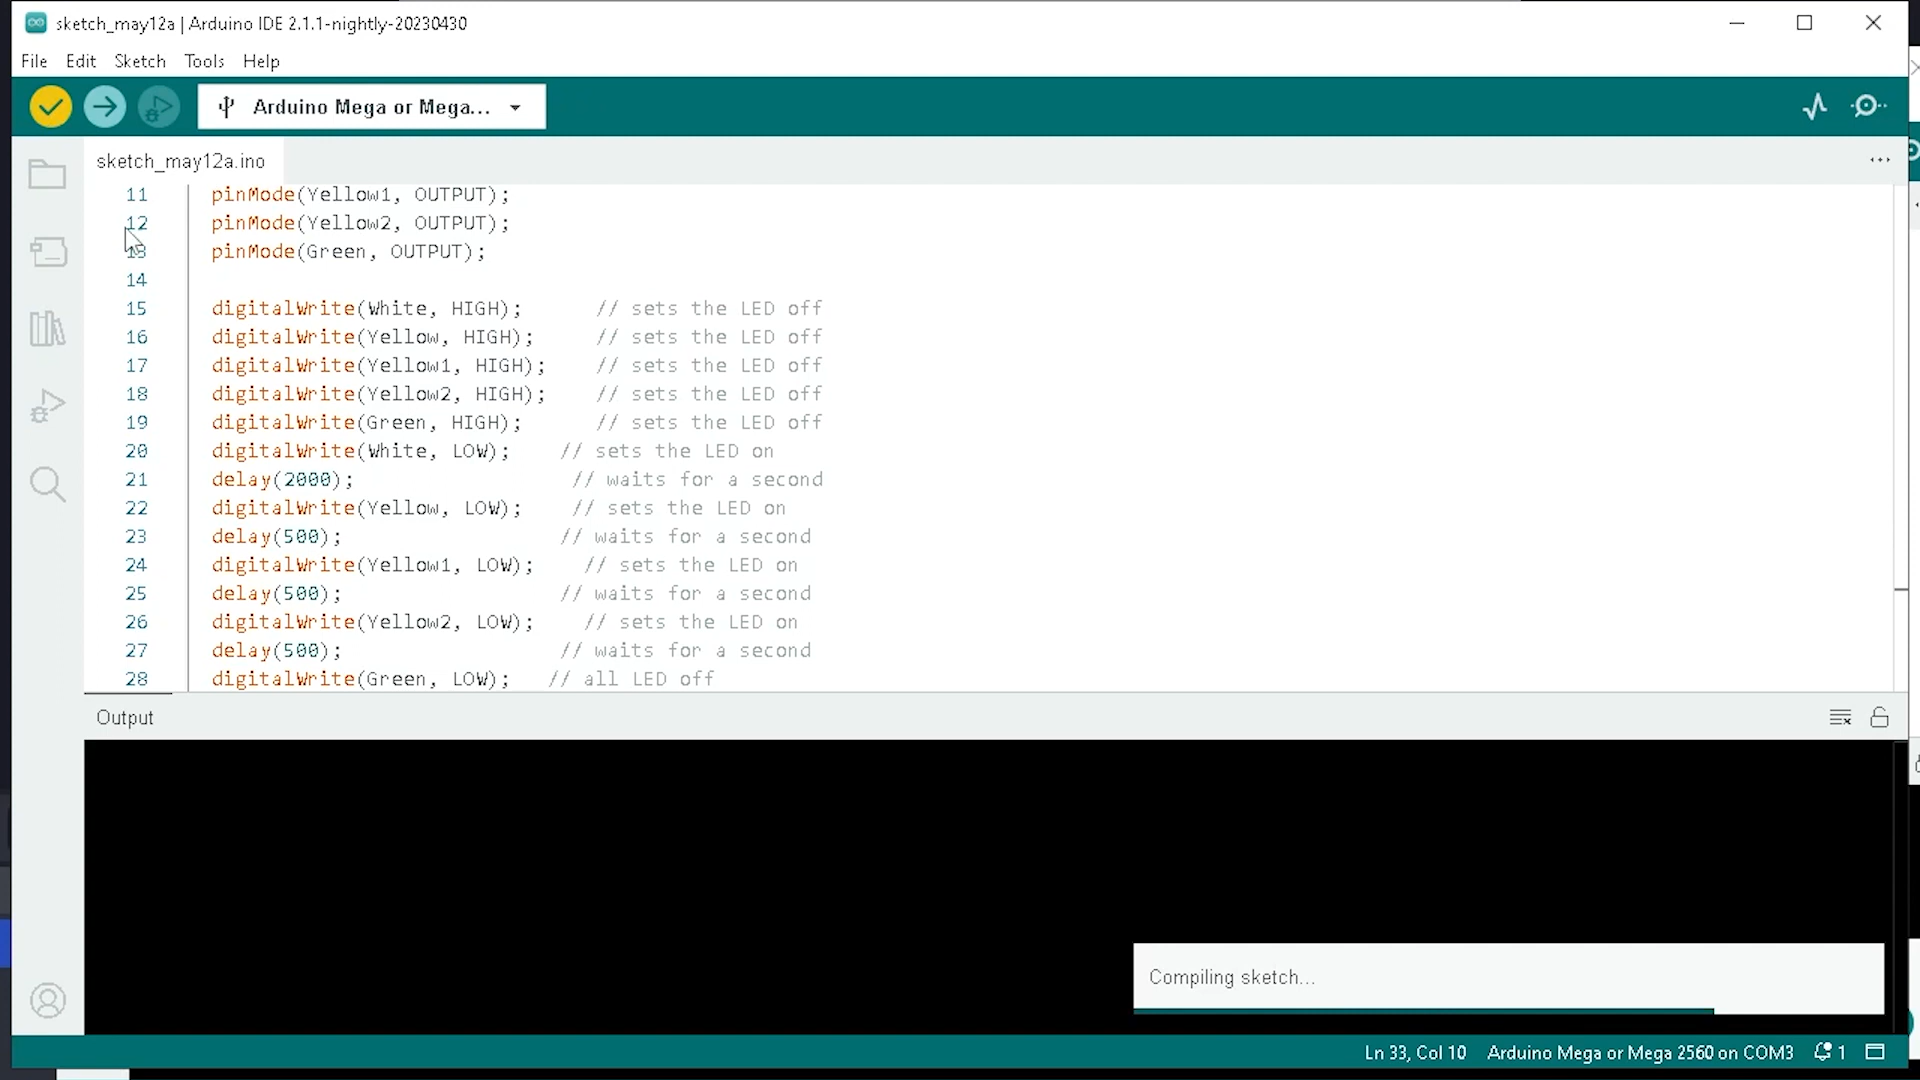 sketch_may12a | Arduino IDE 2.1.1-nightly-20230430
File Edit Sketch Tools Help
Arduino Mega or Mega...
sketch_may12a.ino
11 pinMode(Yellow1, OUTPUT);
12 pinMode(Yellow2, OUTPUT);
13 pinMode(Green, OUTPUT);
14
15 digitalWrite(White, HIGH); // sets the LED off
16 digitalWrite(Yellow, HIGH); // sets the LED off
17 digitalWrite(Yellow1, HIGH); // sets the LED off
18 digitalWrite(Yellow2, HIGH); // sets the LED off
19 digitalWrite(Green, HIGH); // sets the LED off
20 digitalWrite(White, LOW); // sets the LED on
21 delay(2000); // waits for a second
22 digitalWrite(Yellow, LOW); // sets the LED on
23 delay(500); // waits for a second
24 digitalWrite(Yellow1, LOW); // sets the LED on
25 delay(500); // waits for a second
26 digitalWrite(Yellow2, LOW); // sets the LED on
27 delay(500); // waits for a second
28 digitalWrite(Green, LOW); // all LED off
Output
Compiling sketch...
Ln 33, Col 10 Arduino Mega or Mega 2560 on COM3 1